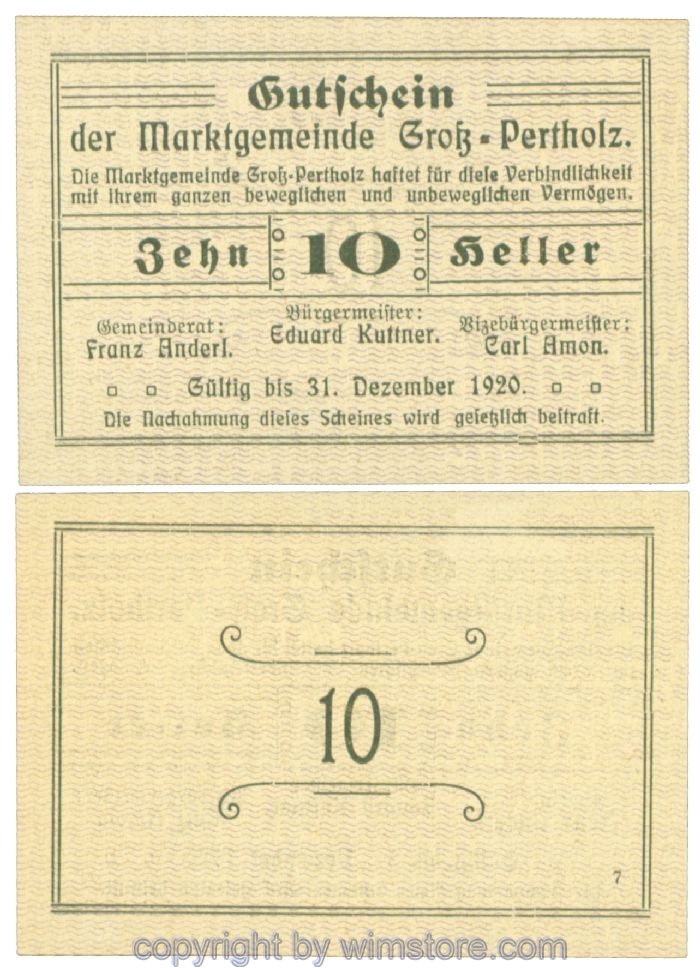 Gutschein
der Marktgemeinde Groß-Pertholz.
Die Marktgemeinde Groß-Pertholz haftet für diese Verbindlichkeit
mit ihrem ganzen beweglichen und unbeweglichen Vermögen.
Zehn 10 Heller
Gemeinderat: Bürgermeister: Vizebürgermeister:
Franz Anderl. Eduard Kuttner. Carl Amon.
Gültig bis 31. Dezember 1920.
Die Nachahmung dieses Scheines wird gesetzlich bestraft.
10
7
copyright by wimstore.com